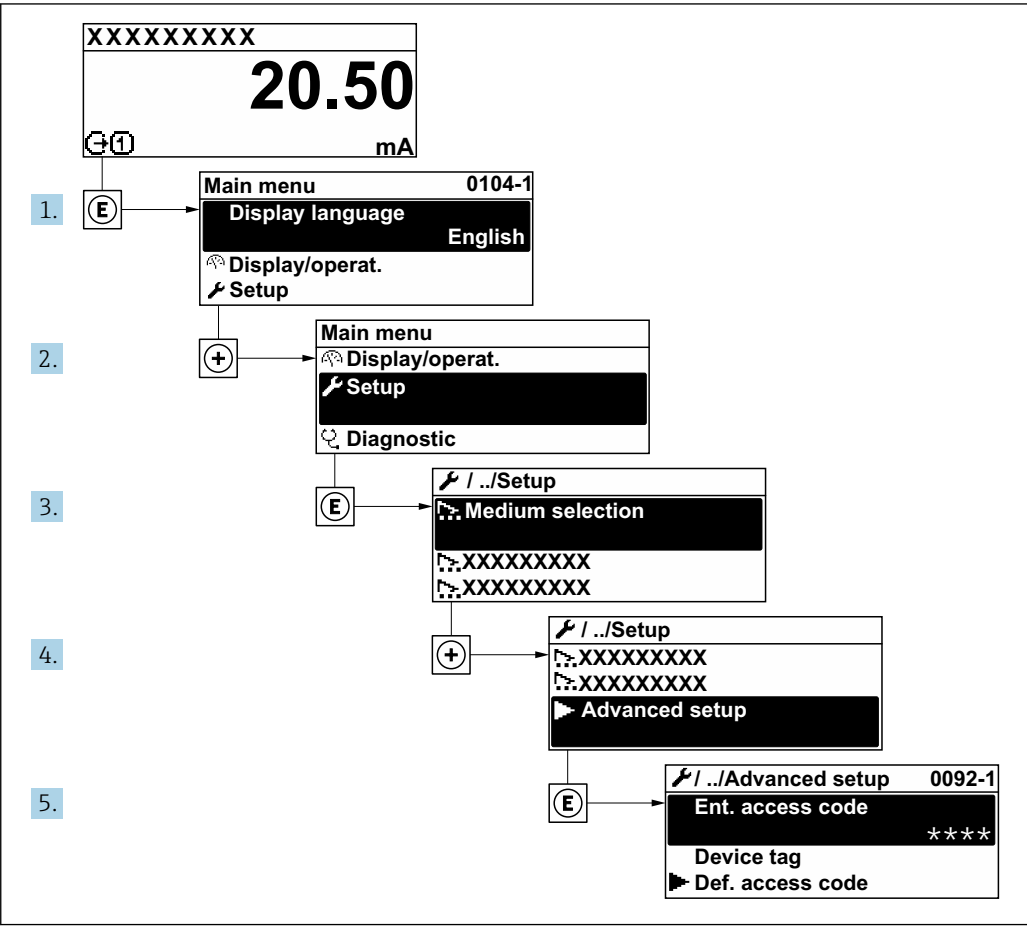 XXXXXXXXX
20.50
1
mA
1.
E
Main menu 0104-1
Display language
English
Display/operat.
Setup
2.
+
Main menu
Display/operat.
Setup
Diagnostic
3.
E
/ ../Setup
Medium selection
XXXXXXXXX
XXXXXXXXX
4.
+
/ ../Setup
XXXXXXXXX
XXXXXXXXX
Advanced setup
5.
E
/ ../Advanced setup 0092-1
Ent. access code
****
Device tag
Def. access code